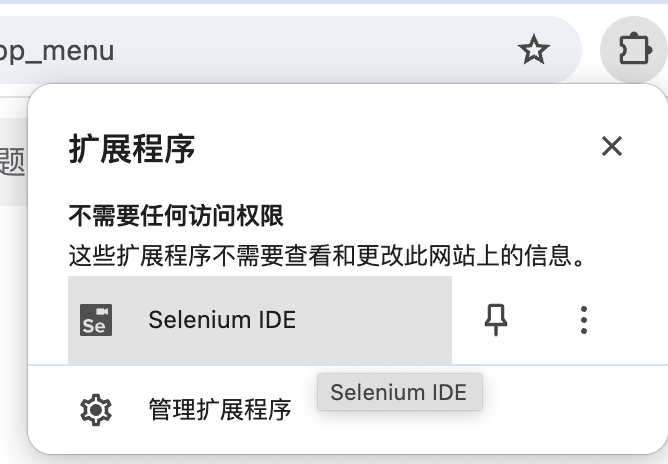 op_menu
题
扩展程序
不需要任何访问权限
这些扩展程序不需要查看和更改此网站上的信息。
Se
Selenium IDE
Selenium IDE
管理扩展程序